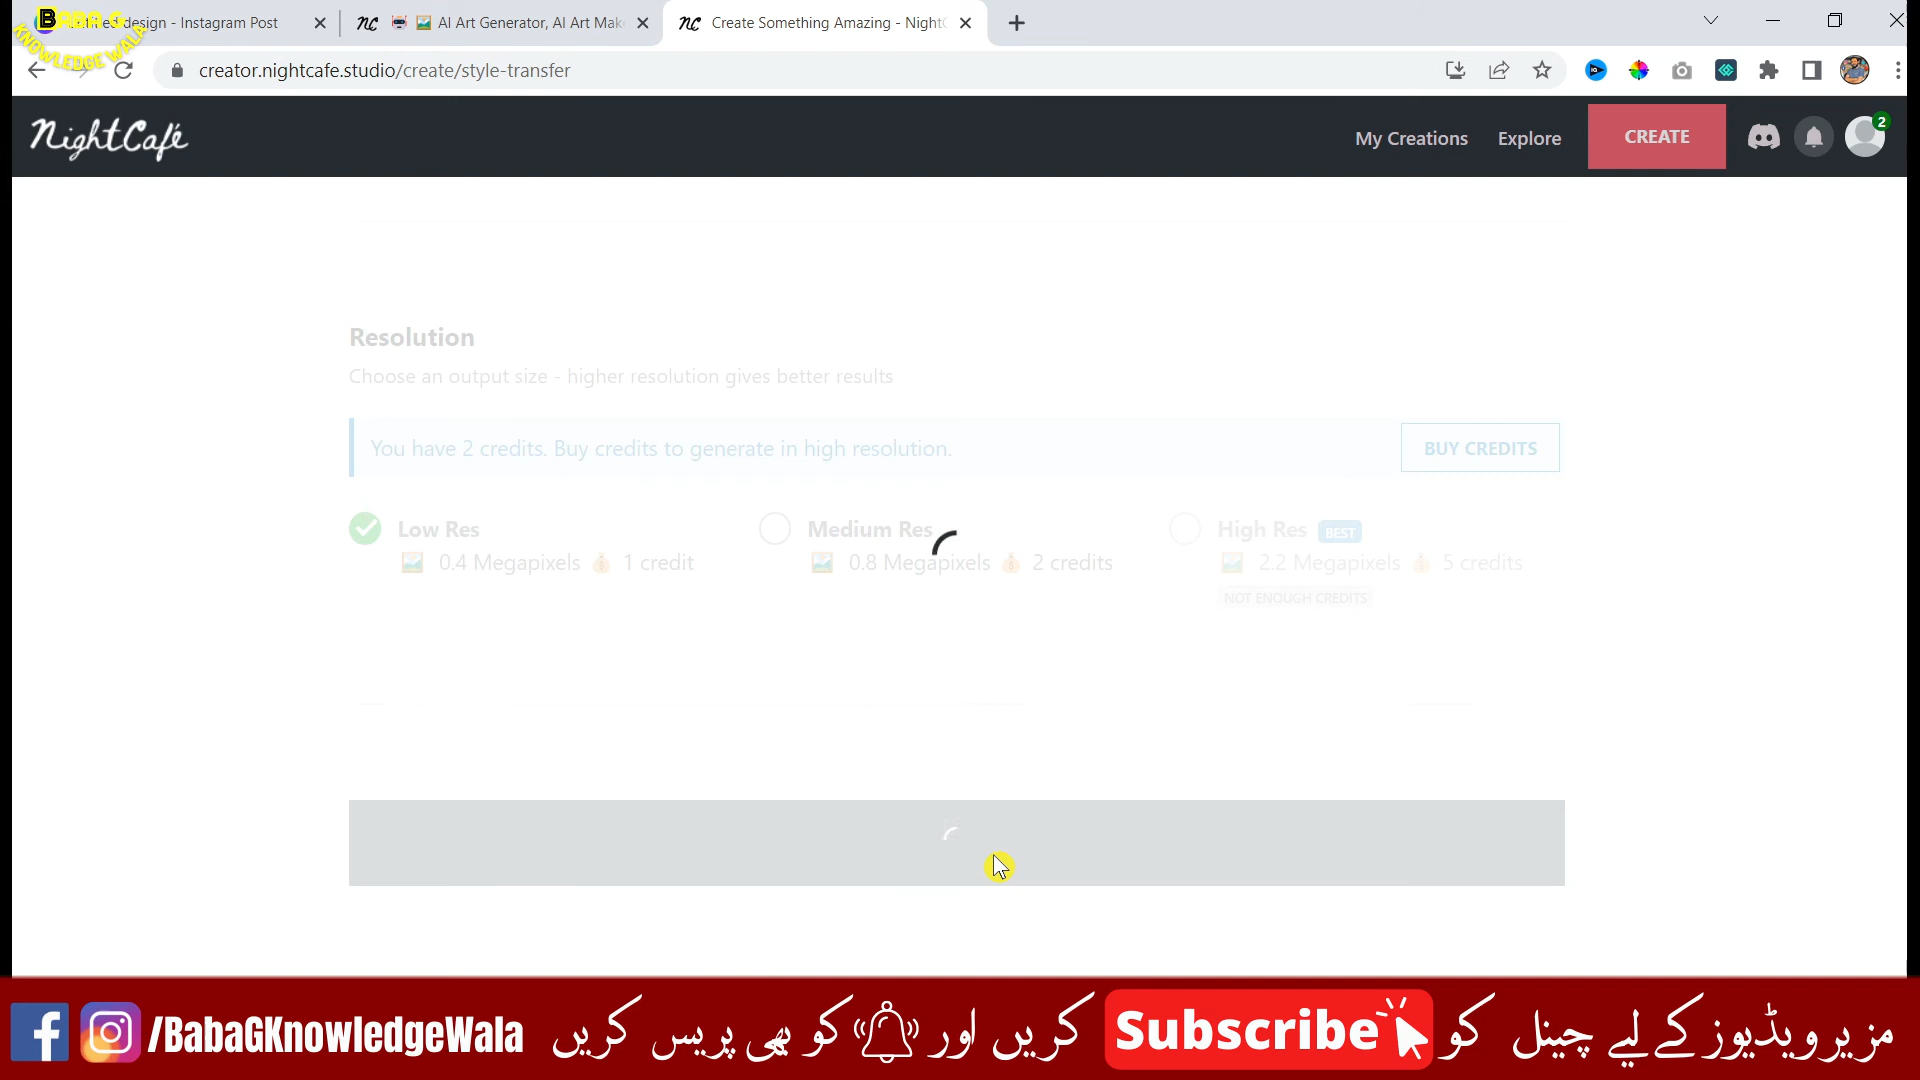 design - Instagram Post
AI Art Generator, AI Art Mak
Create Something Amazing - Night
KNOWLEDGE WALA
creator.nightcafe.studio/create/style-transfer
NightCafé
My Creations
Explore
CREATE
2
Resolution
Choose an output size - higher resolution gives better results
You have 2 credits. Buy credits to generate in high resolution.
BUY CREDITS
Low Res
0.4 Megapixels 1 credit
Medium Res
0.8 Megapixels 2 credits
High Res BEST
2.2 Megapixels 5 credits
NOT ENOUGH CREDITS
/BabaGKnowledgeWala
مزیر ویڈیوز کے لیے چینل کو Subscribe کریں اور کو بھی پریس کریں